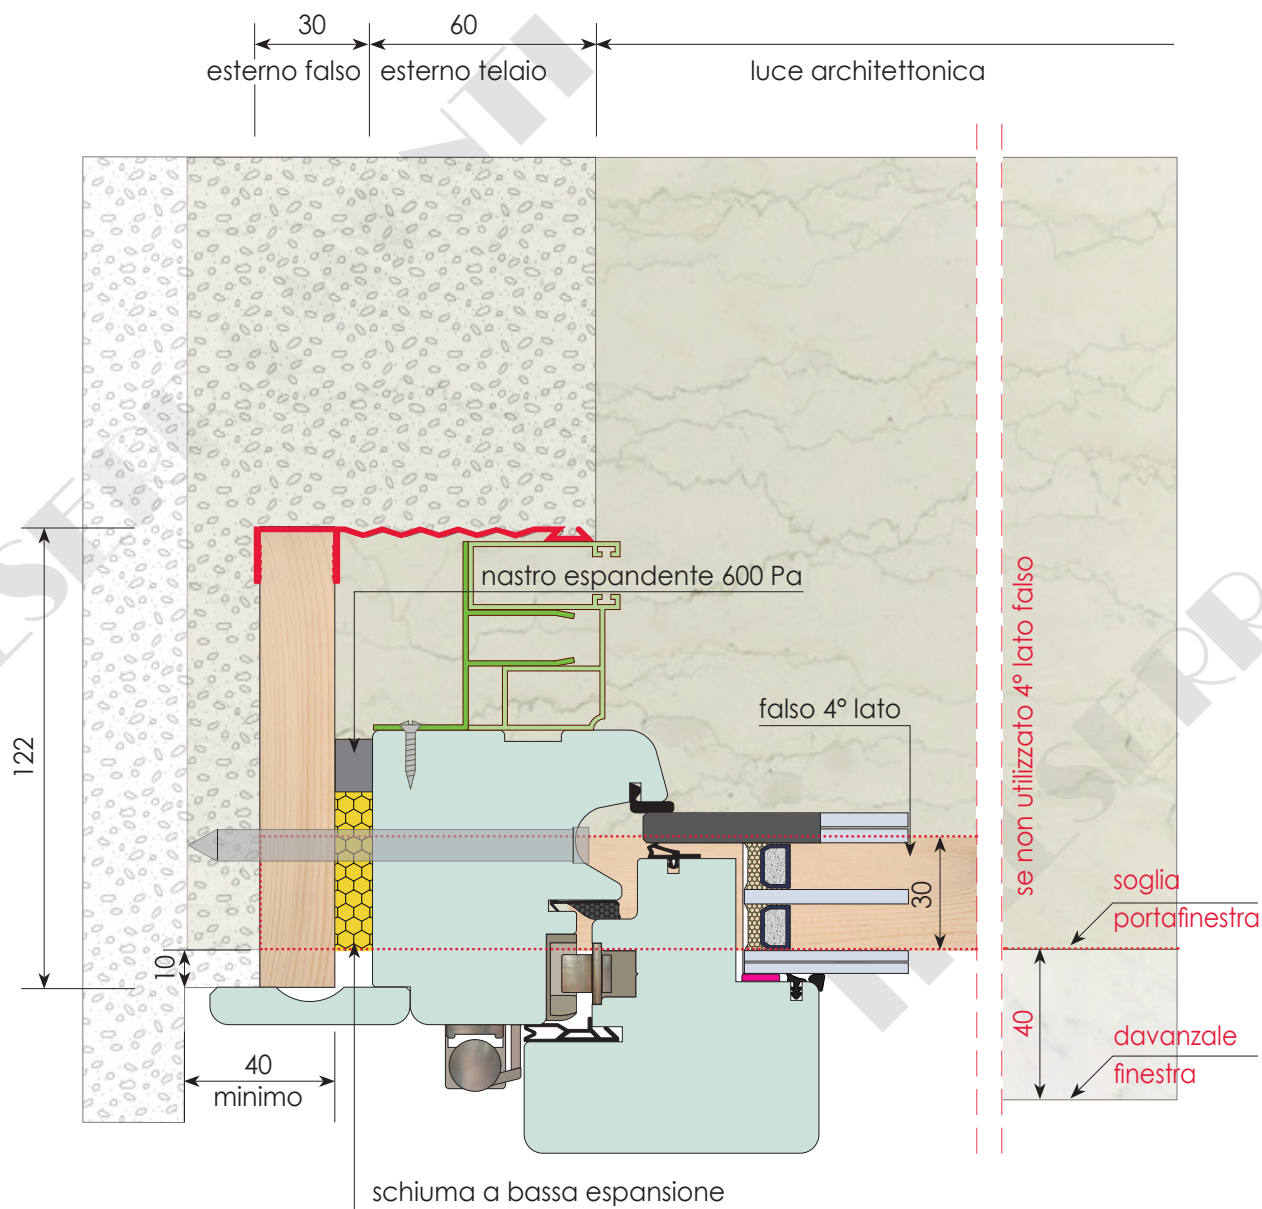 30
60
esterno falso
esterno telaio
luce architettonica
nastro espandente 600 Pa
falso 4° lato
se non utilizzato 4° lato falso
122
30
soglia
portafinestra
10
40
minimo
40
davanzale
finestra
schiuma a bassa espansione